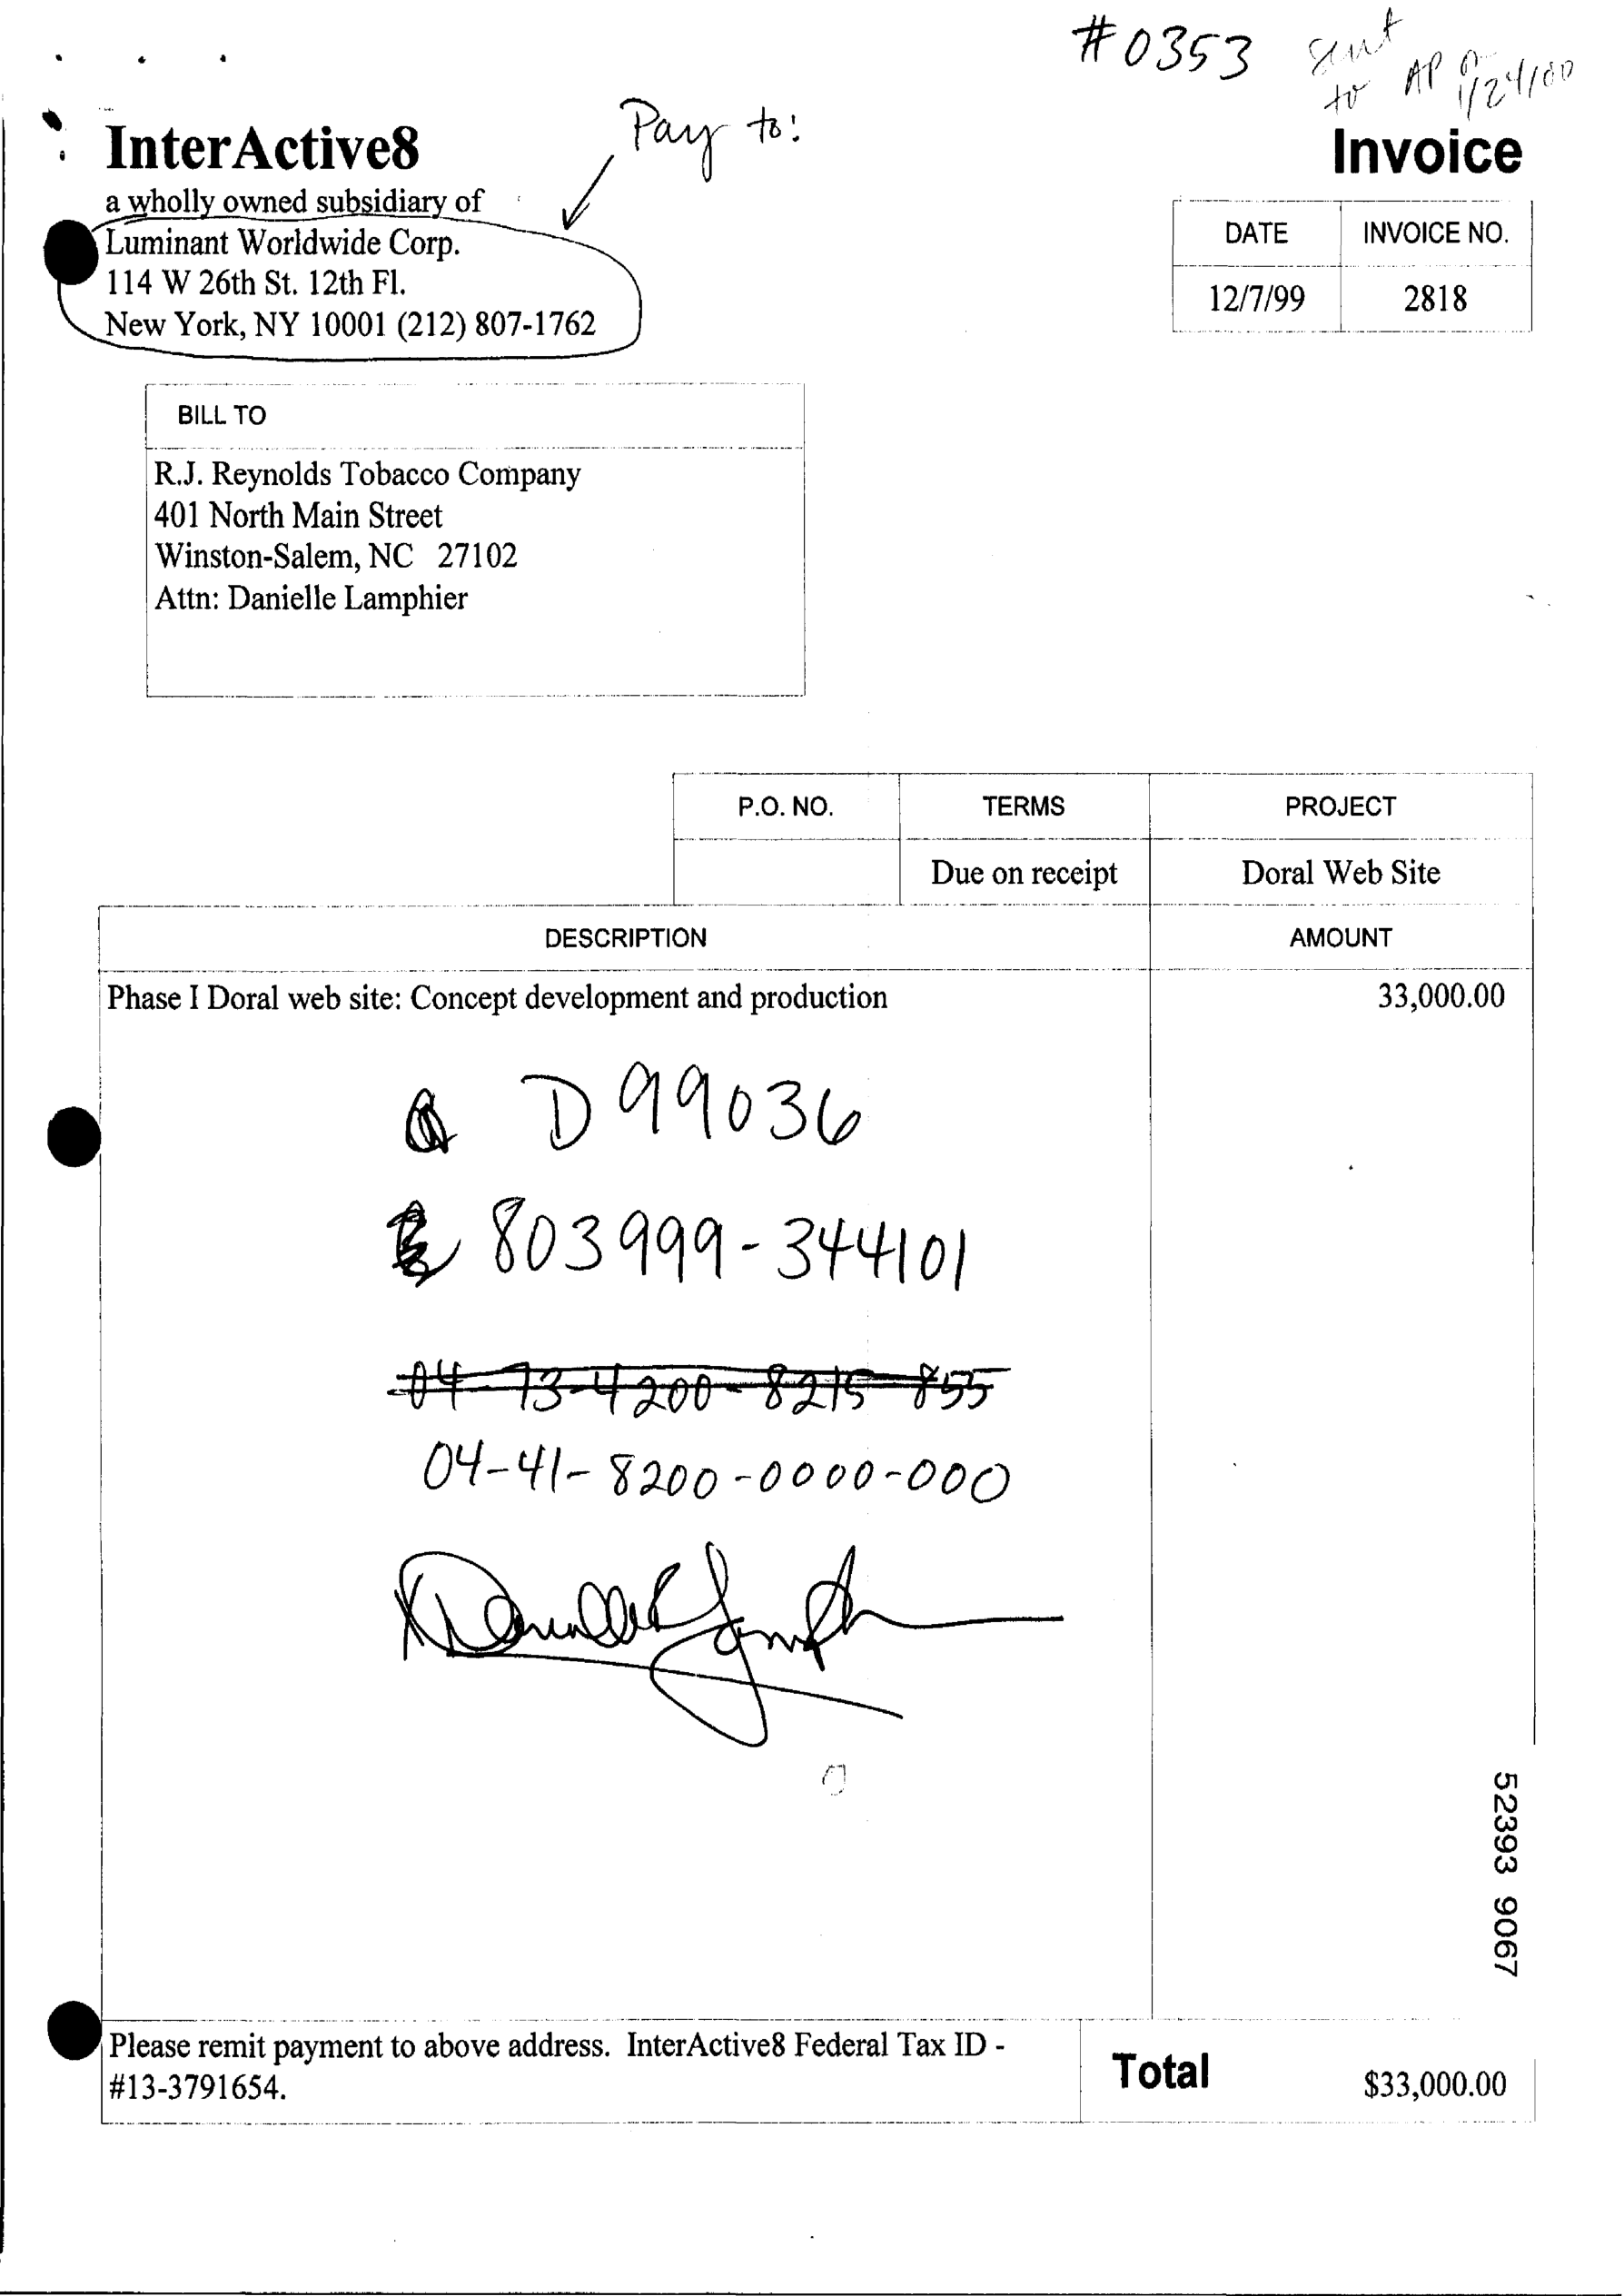 #0353 Sent
to AP on
1/24/00
Pay to:
InterActive8
a wholly owned subsidiary of
Luminant Worldwide Corp.
114 W 26th St. 12th Fl.
New York, NY 10001 (212) 807-1762
Invoice
DATE INVOICE NO.
12/7/99 2818
BILL TO
R.J. Reynolds Tobacco Company
401 North Main Street
Winston-Salem, NC 27102
Attn: Danielle Lamphier
P.O. NO. TERMS PROJECT
Due on receipt Doral Web Site
DESCRIPTION AMOUNT
Phase I Doral web site: Concept development and production 33,000.00
D99036
803999-344101
04-73-4200-8215-855
04-41-8200-0000-000
52393 9067
Please remit payment to above address. InterActive8 Federal Tax ID -
#13-3791654.
Total $33,000.00